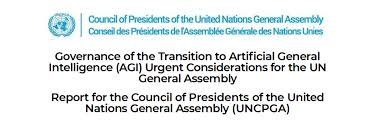 Council of Presidents of the United Nations General Assembly
Conseil des Présidents de l'Assemblée Générale des Nations Unies
Governance of the Transition to Artificial General
Intelligence (AGI) Urgent Considerations for the UN
General Assembly
Report for the Council of Presidents of the United
Nations General Assembly (UNCPGA)